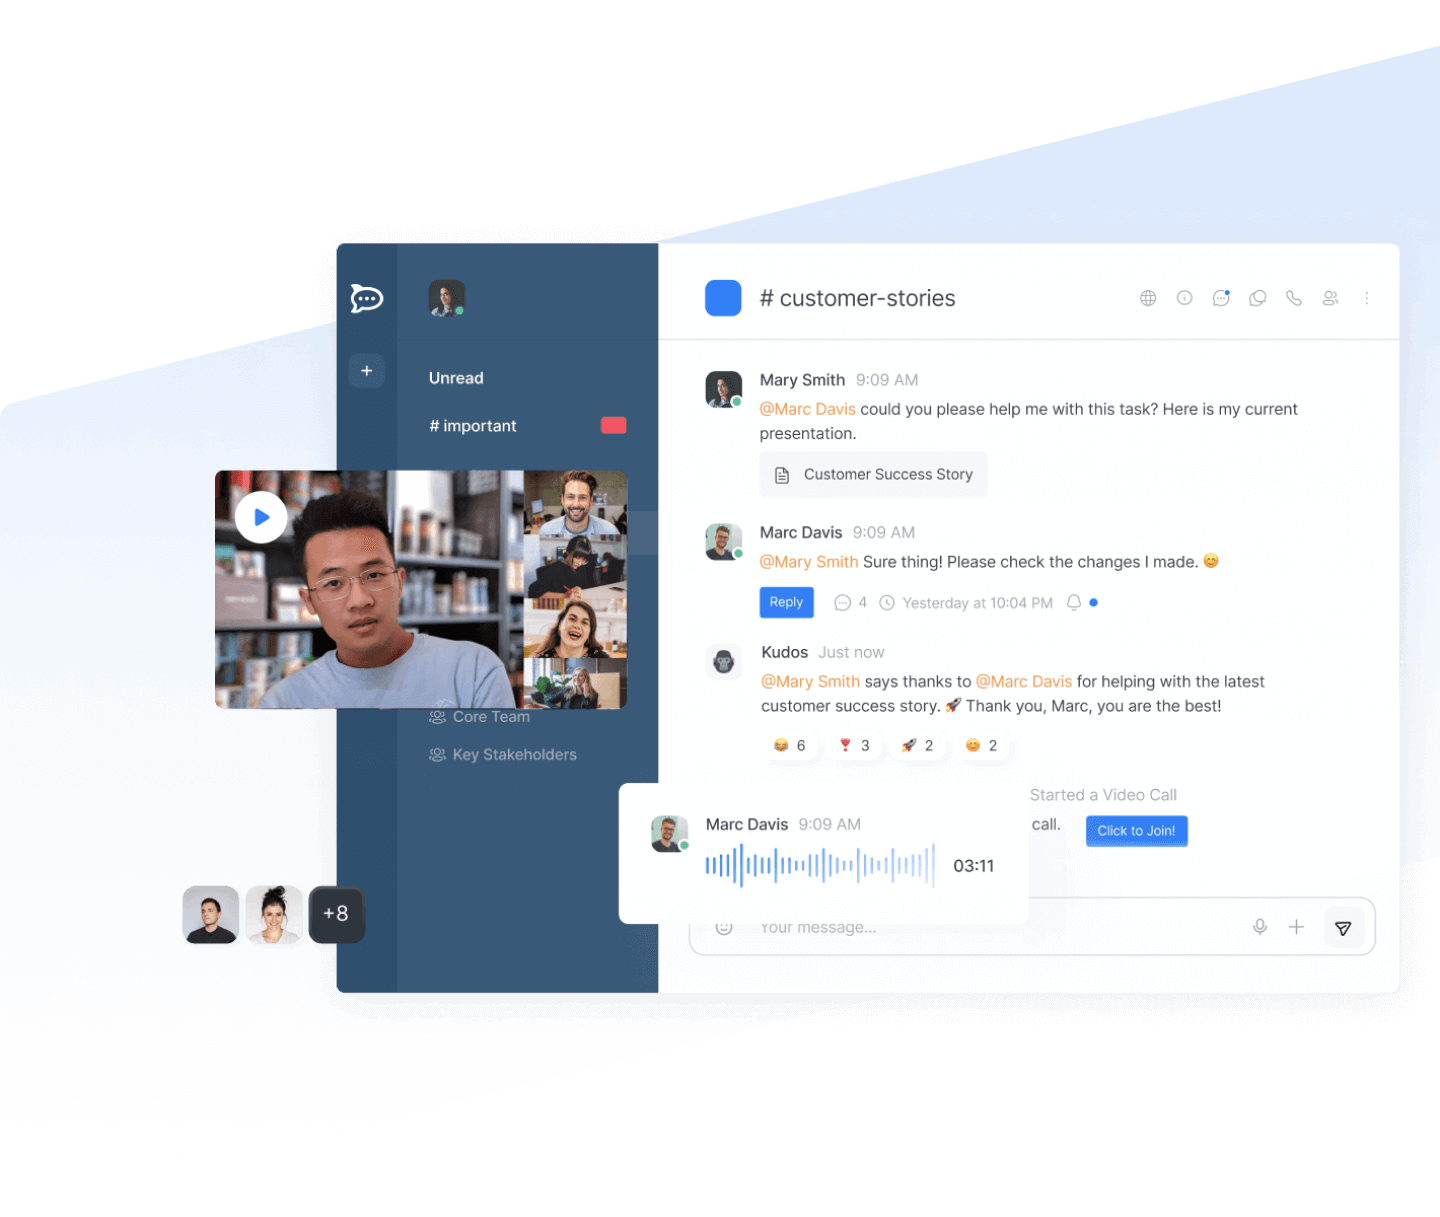 Unread
# important
Core Team
Key Stakeholders
+8
# customer-stories
Mary Smith 9:09 AM
@Marc Davis could you please help me with this task? Here is my current
presentation.
Customer Success Story
Marc Davis 9:09 AM
@Mary Smith Sure thing! Please check the changes I made. 😊
Reply 4 Yesterday at 10:04 PM
Kudos Just now
@Mary Smith says thanks to @Marc Davis for helping with the latest
customer success story. 🚀 Thank you, Marc, you are the best!
😂 6 ❣️ 3 🚀 2 😊 2
Started a Video Call
call. Click to Join!
Marc Davis 9:09 AM
03:11
Your message...